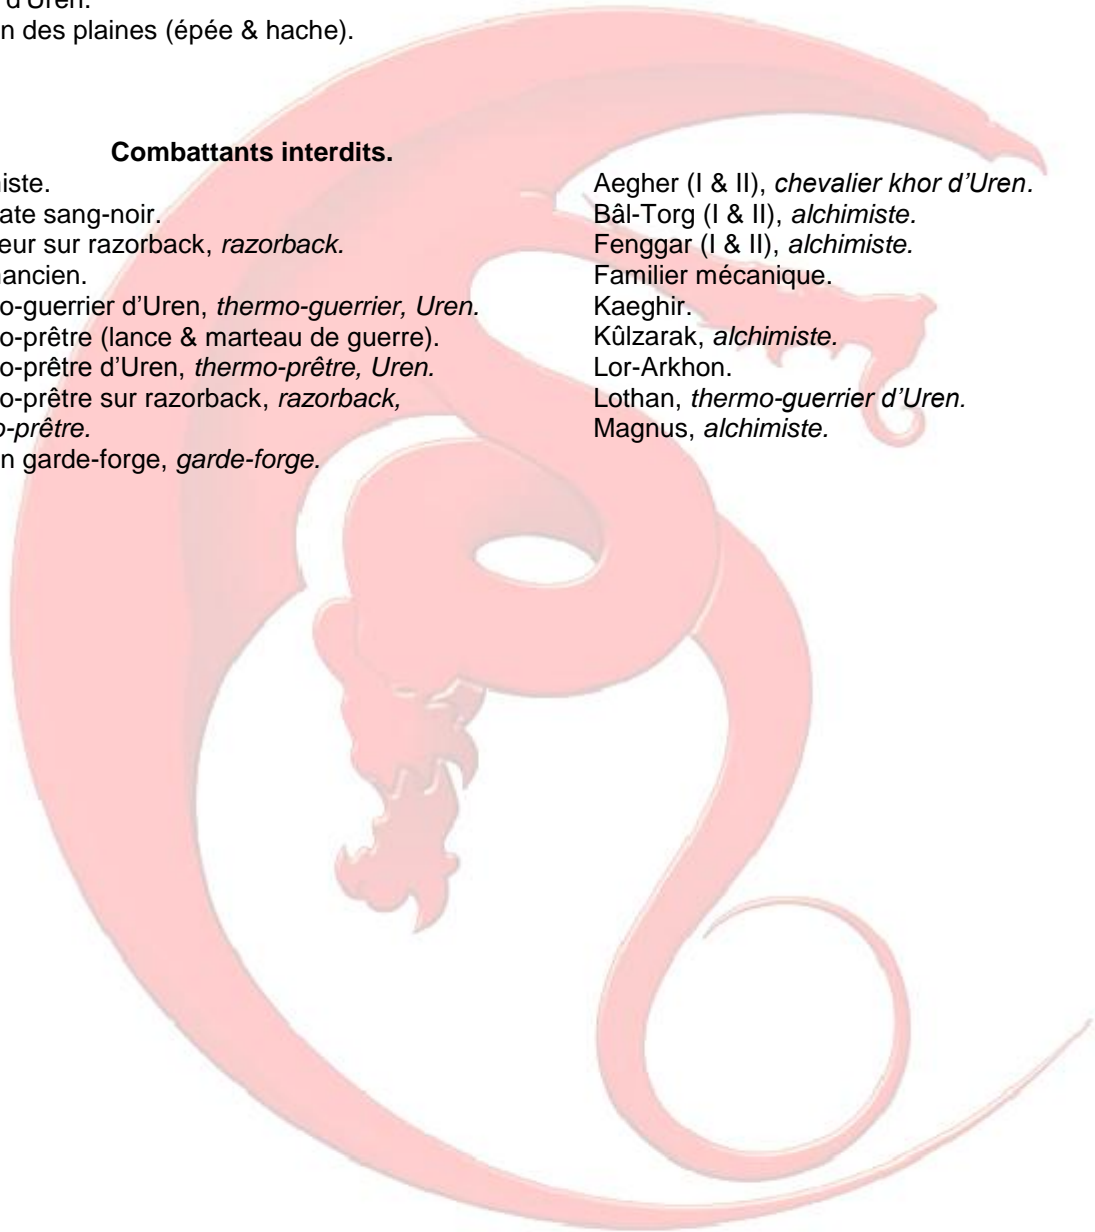 d'Uren.
n des plaines (épée & hache).
Combattants interdits.
iste.
ate sang-noir.
eur sur razorback, razorback.
ancien.
o-guerrier d'Uren, thermo-guerrier, Uren.
o-prêtre (lance & marteau de guerre).
o-prêtre d'Uren, thermo-prêtre, Uren.
o-prêtre sur razorback, razorback,
o-prêtre.
n garde-forge, garde-forge.
Aegher (I & II), chevalier khor d'Uren.
Bâl-Torg (I & II), alchimiste.
Fenggar (I & II), alchimiste.
Familier mécanique.
Kaeghir.
Kûlzarak, alchimiste.
Lor-Arkhon.
Lothan, thermo-guerrier d'Uren.
Magnus, alchimiste.